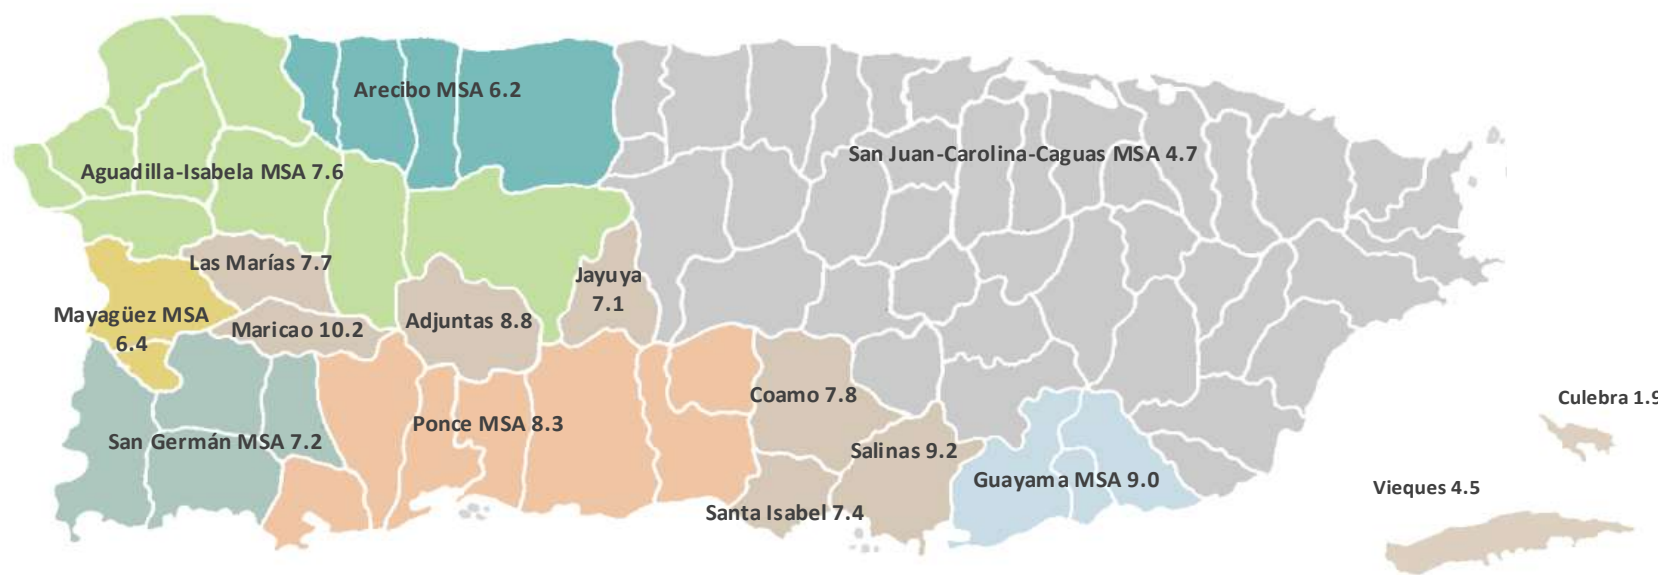 Arecibo MSA 6.2
San Juan-Carolina-Caguas MSA 4.7
Aguadilla-Isabela MSA 7.6
Las Marías 7.7
Jayuya
7.1
Mayagüez MSA
6.4
Maricao 10.2
Adjuntas 8.8
Coamo 7.8
Culebra 1.9
Ponce MSA 8.3
San Germán MSA 7.2
Salinas 9.2
Guayama MSA 9.0
Vieques 4.5
Santa Isabel 7.4